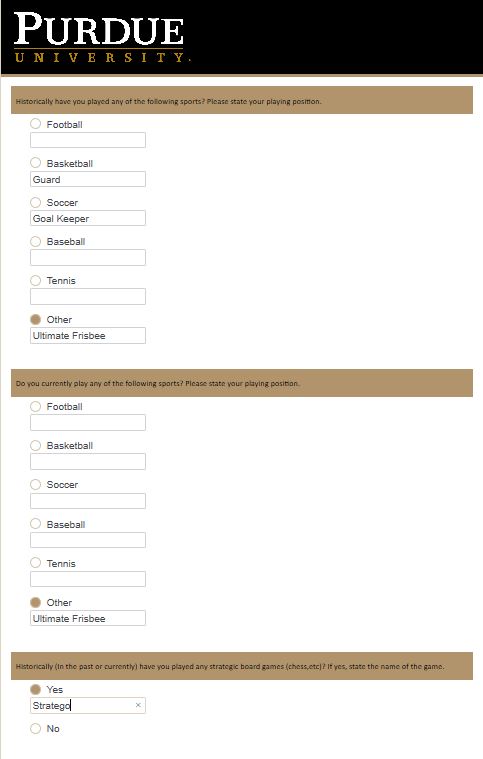 PURDUE
UNIVERSITY.
Historically have you played any of the following sports? Please state your playing position.
Football
Basketball
Guard
Soccer
Goal Keeper
Baseball
Tennis
Other
Ultimate Frisbee
Do you currently play any of the following sports? Please state your playing position.
Football
Basketball
Soccer
Baseball
Tennis
Other
Ultimate Frisbee
Historically (In the past or currently) have you played any strategic board games (chess,etc)? If yes, state the name of the game.
Yes
Stratego ×
No